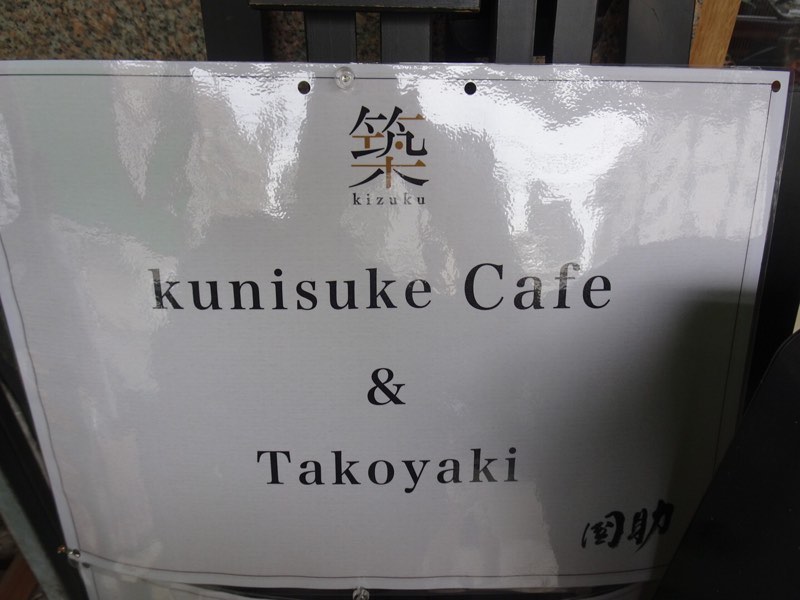 築
kizuku
kunisuke Cafe
&
Takoyaki
国助